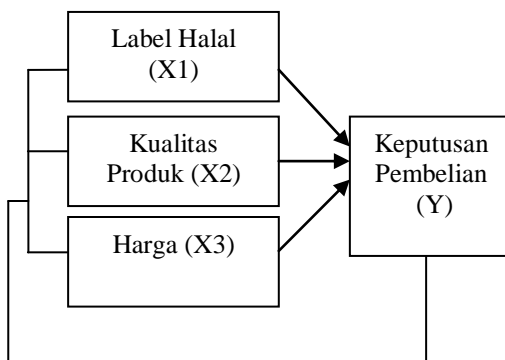 Label Halal
(X1)
Kualitas
Produk (X2)
Harga (X3)
Keputusan
Pembelian
(Y)